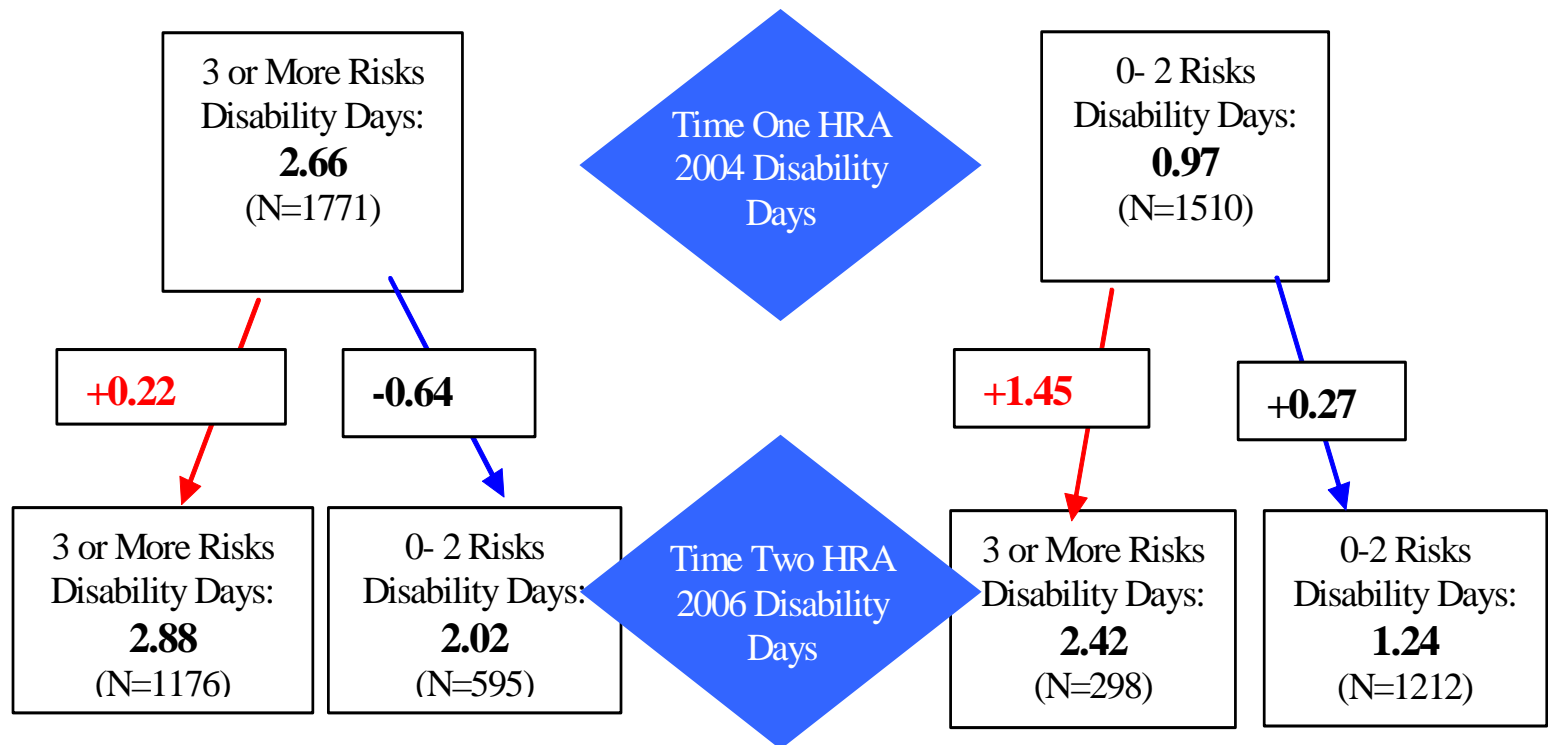 3 or More Risks
Disability Days:
2.66
(N=1771)
Time One HRA
2004 Disability
Days
0- 2 Risks
Disability Days:
0.97
(N=1510)
+0.22
-0.64
+1.45
+0.27
3 or More Risks
Disability Days:
2.88
(N=1176)
0- 2 Risks
Disability Days:
2.02
(N=595)
Time Two HRA
2006 Disability
Days
3 or More Risks
Disability Days:
2.42
(N=298)
0-2 Risks
Disability Days:
1.24
(N=1212)